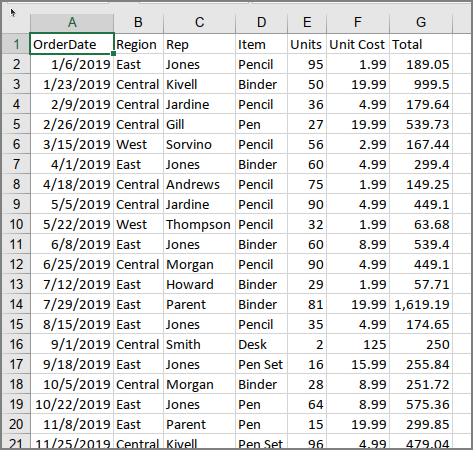 A B C D E F G
1 OrderDate Region Rep Item Units Unit Cost Total
2 1/6/2019 East Jones Pencil 95 1.99 189.05
3 1/23/2019 Central Kivell Binder 50 19.99 999.5
4 2/9/2019 Central Jardine Pencil 36 4.99 179.64
5 2/26/2019 Central Gill Pen 27 19.99 539.73
6 3/15/2019 West Sorvino Pencil 56 2.99 167.44
7 4/1/2019 East Jones Binder 60 4.99 299.4
8 4/18/2019 Central Andrews Pencil 75 1.99 149.25
9 5/5/2019 Central Jardine Pencil 90 4.99 449.1
10 5/22/2019 West Thompson Pencil 32 1.99 63.68
11 6/8/2019 East Jones Binder 60 8.99 539.4
12 6/25/2019 Central Morgan Pencil 90 4.99 449.1
13 7/12/2019 East Howard Binder 29 1.99 57.71
14 7/29/2019 East Parent Binder 81 19.99 1,619.19
15 8/15/2019 East Jones Pencil 35 4.99 174.65
16 9/1/2019 Central Smith Desk 2 125 250
17 9/18/2019 East Jones Pen Set 16 15.99 255.84
18 10/5/2019 Central Morgan Binder 28 8.99 251.72
19 10/22/2019 East Jones Pen 64 8.99 575.36
20 11/8/2019 East Parent Pen 15 19.99 299.85
21 11/25/2019 Central Kivell Pen Set 96 4.99 479.04